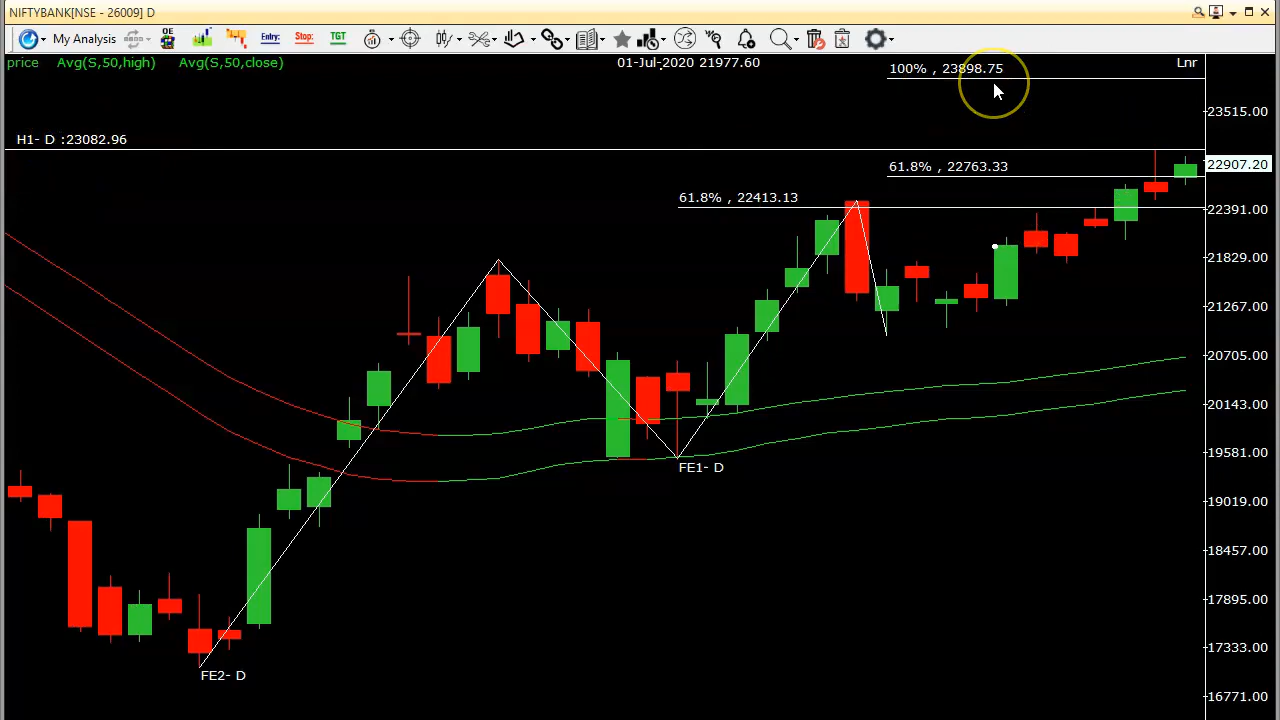 NIFTYBANK[NSE - 26009] D
My Analysis
OE
Entry:
Stop:
TGT
price Avg(S,50,high) Avg(S,50,close)
01-Jul-2020 21977.60
100% , 23898.75
Lnr
23515.00
H1- D :23082.96
22907.20
61.8% , 22763.33
61.8% , 22413.13
22391.00
21829.00
21267.00
20705.00
20143.00
19581.00
FE1- D
19019.00
18457.00
17895.00
17333.00
FE2- D
16771.00